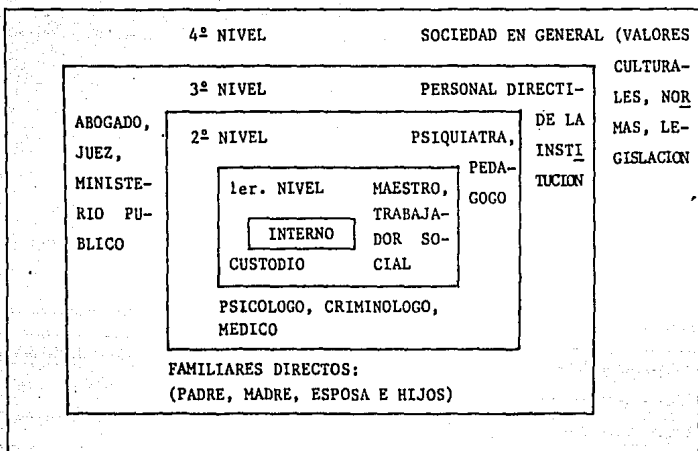 4º NIVEL SOCIEDAD EN GENERAL (VALORES
CULTURA-
LES, NOR
MAS, LE-
GISLACION
3º NIVEL PERSONAL DIRECTI-
DE LA
INSTI
TUCION
ABOGADO,
JUEZ,
MINISTE-
RIO PU-
BLICO
2º NIVEL PSIQUIATRA,
PEDA-
GOGO
1er. NIVEL MAESTRO,
TRABAJA-
DOR SO-
CIAL
INTERNO
CUSTODIO
PSICOLOGO, CRIMINOLOGO,
MEDICO
FAMILIARES DIRECTOS:
(PADRE, MADRE, ESPOSA E HIJOS)